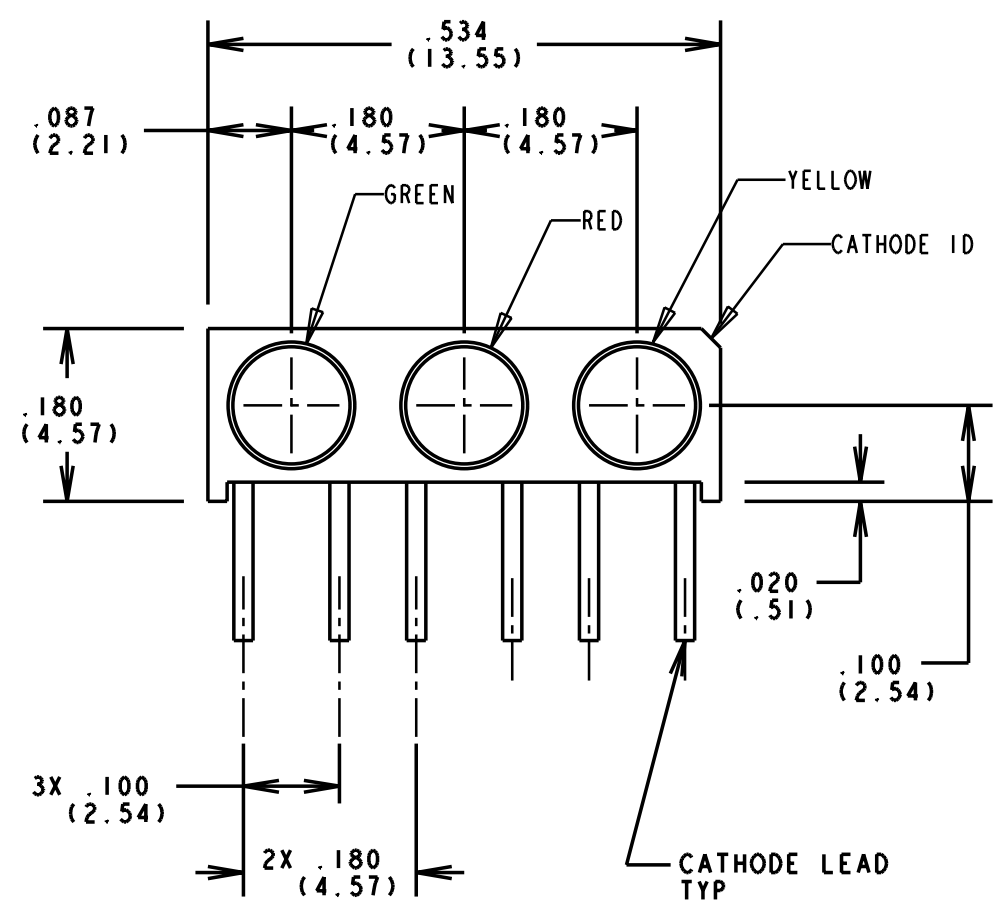 .534
(13.55)
.087
(2.21)
.180
(4.57)
.180
(4.57)
GREEN
RED
YELLOW
CATHODE ID
.180
(4.57)
.020
(.51)
.100
(2.54)
3X .100
(2.54)
2X .180
(4.57)
CATHODE LEAD
TYP